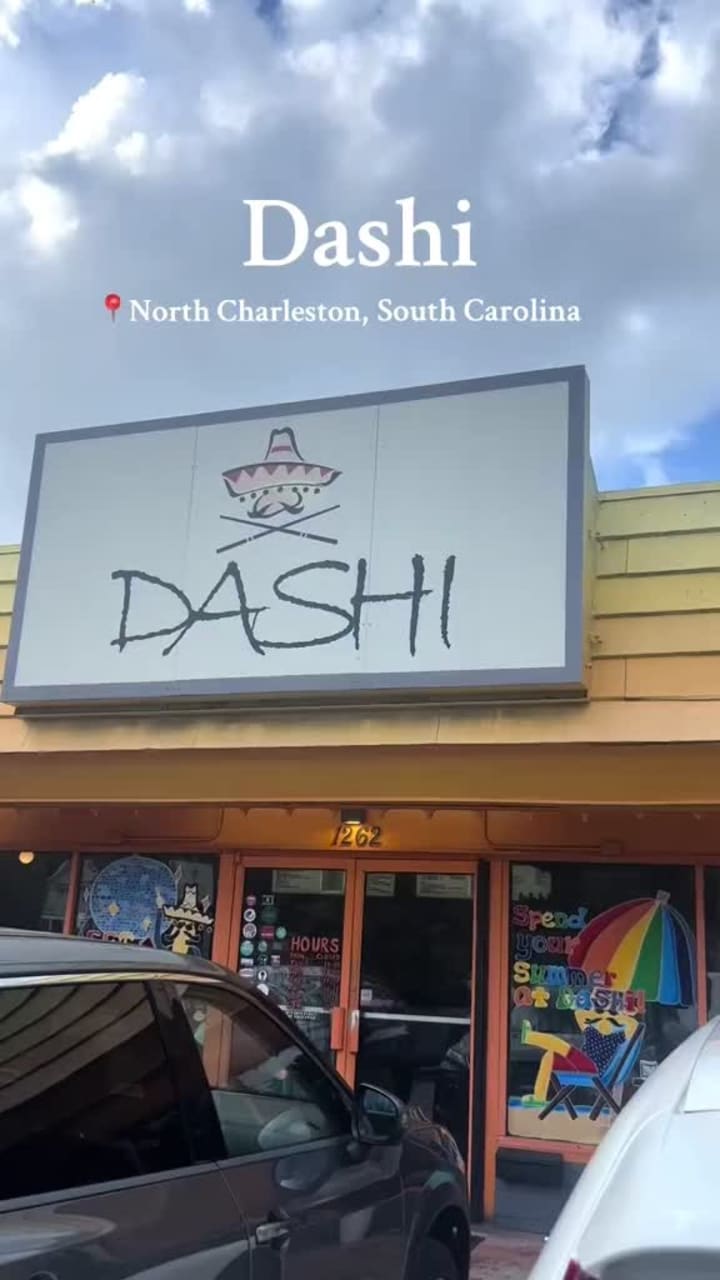 Dashi
North Charleston, South Carolina
DASHI
1262
HOURS
Spend
your
Summer
at DaSHi!